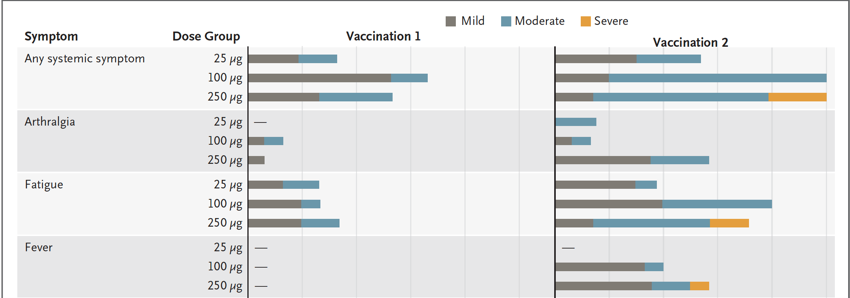 Mild Moderate Severe
Symptom Dose Group Vaccination 1 Vaccination 2
Any systemic symptom 25 µg
100 µg
250 µg
Arthralgia 25 µg —
100 µg
250 µg
Fatigue 25 µg
100 µg
250 µg
Fever 25 µg — —
100 µg —
250 µg —